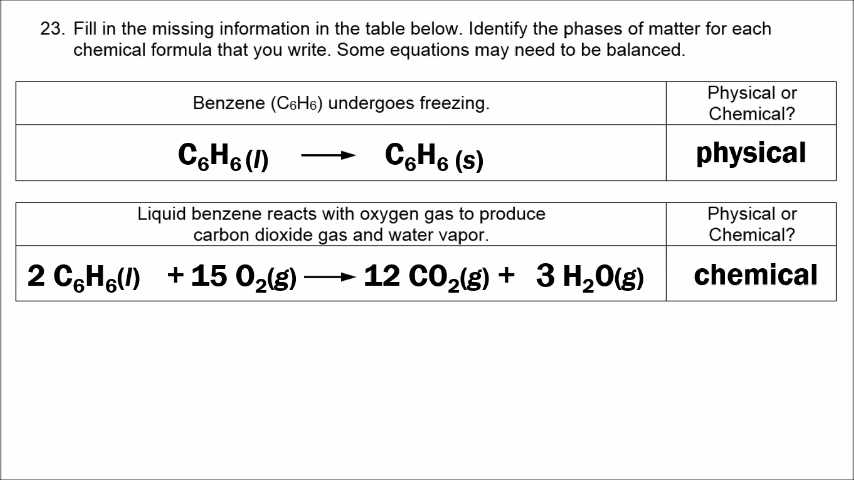 23. Fill in the missing information in the table below. Identify the phases of matter for each
chemical formula that you write. Some equations may need to be balanced.
Benzene (C₆H₆) undergoes freezing.
Physical or
Chemical?
C₆H₆(l) → C₆H₆(s)
physical
Liquid benzene reacts with oxygen gas to produce
carbon dioxide gas and water vapor.
Physical or
Chemical?
2 C₆H₆(l) + 15 O₂(g) → 12 CO₂(g) + 3 H₂O(g)
chemical